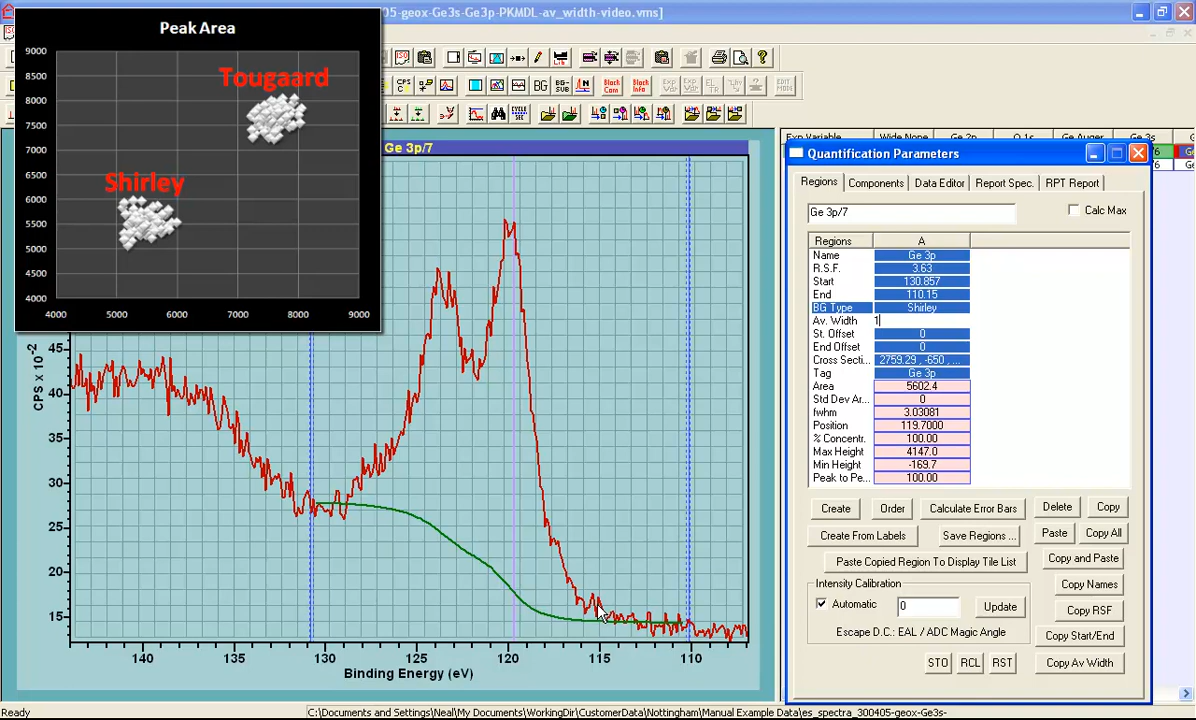 05-geox-Ge3s-Ge3p-PKMDL-av_width-video.vms]
Peak Area
9000
8500
8000
7500
7000
6500
6000
5500
5000
4500
4000
4000 5000 6000 7000 8000 9000
Tougaard
Shirley
Ge 3p/7
CPS x 10
-2
45
40
35
30
25
20
15
140 135 130 125 120 115 110
Binding Energy (eV)
Exp Variable Wide None Ge 2p O 1s Ge Auger Ge 3s
Quantification Parameters
Regions Components Data Editor Report Spec. RPT Report
Ge 3p/7
Calc Max
Regions A
Name Ge 3p
R.S.F. 3.63
Start 130.857
End 110.15
BG Type Shirley
Av. Width 1
St. Offset 0
End Offset 0
Cross Secti... 2759.29 , -650 , ...
Tag Ge 3p
Area 5602.4
Std Dev Ar... 0
fwhm 3.03081
Position 119.7000
% Concentr. 100.00
Max Height 4147.0
Min Height -169.7
Peak to Pe... 100.00
Create Order Calculate Error Bars Delete Copy
Create From Labels Save Regions ... Paste Copy All
Paste Copied Region To Display Tile List Copy and Paste
Intensity Calibration Copy Names
Automatic 0 Update Copy RSF
Escape D.C.: EAL / ADC Magic Angle Copy Start/End
STO RCL RST Copy Av Width
Ready
C:\Documents and Settings\Neal\My Documents\WorkingDir\CustomerData\Nottingham\Manual Example Data\es_spectra_300405-geox-Ge3s-